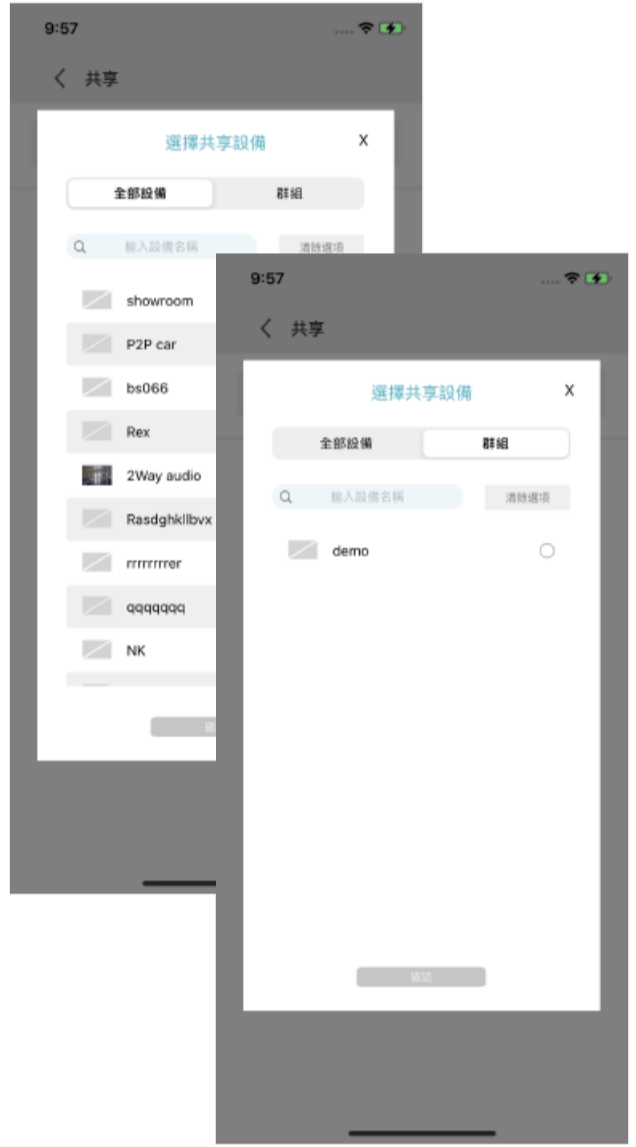 9:57
共享
選擇共享設備 X
全部設備 群組
輸入設備名稱 清除選項
showroom
P2P car
bs066
Rex
2Way audio
Rasdghkllbvx
rrrrrrrrer
qqqqqqq
NK
9:57
共享
選擇共享設備 X
全部設備 群組
輸入設備名稱 清除選項
demo
確認